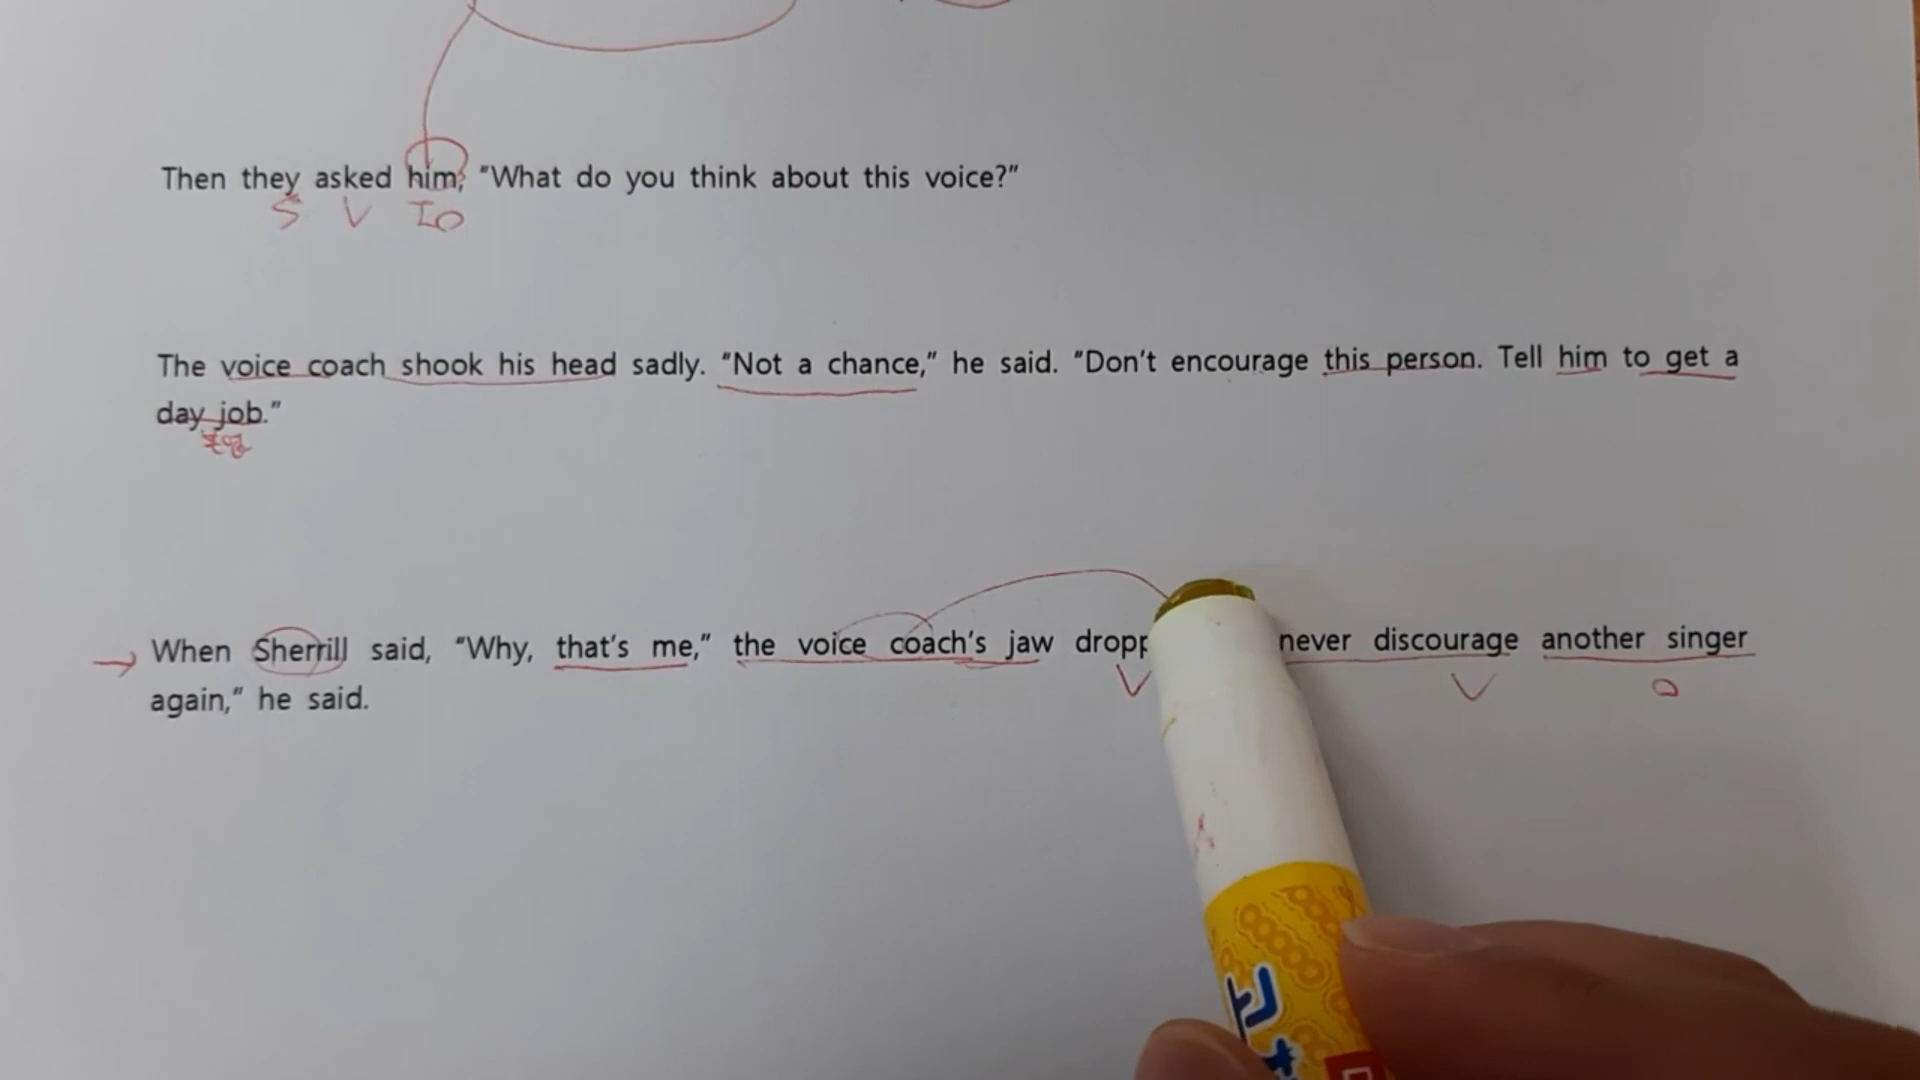 Then they asked him, "What do you think about this voice?"
S V IO
The voice coach shook his head sadly. "Not a chance," he said. "Don't encourage this person. Tell him to get a
day job."
When Sherrill said, "Why, that's me," the voice coach's jaw dropp never discourage another singer
V V O
again," he said.